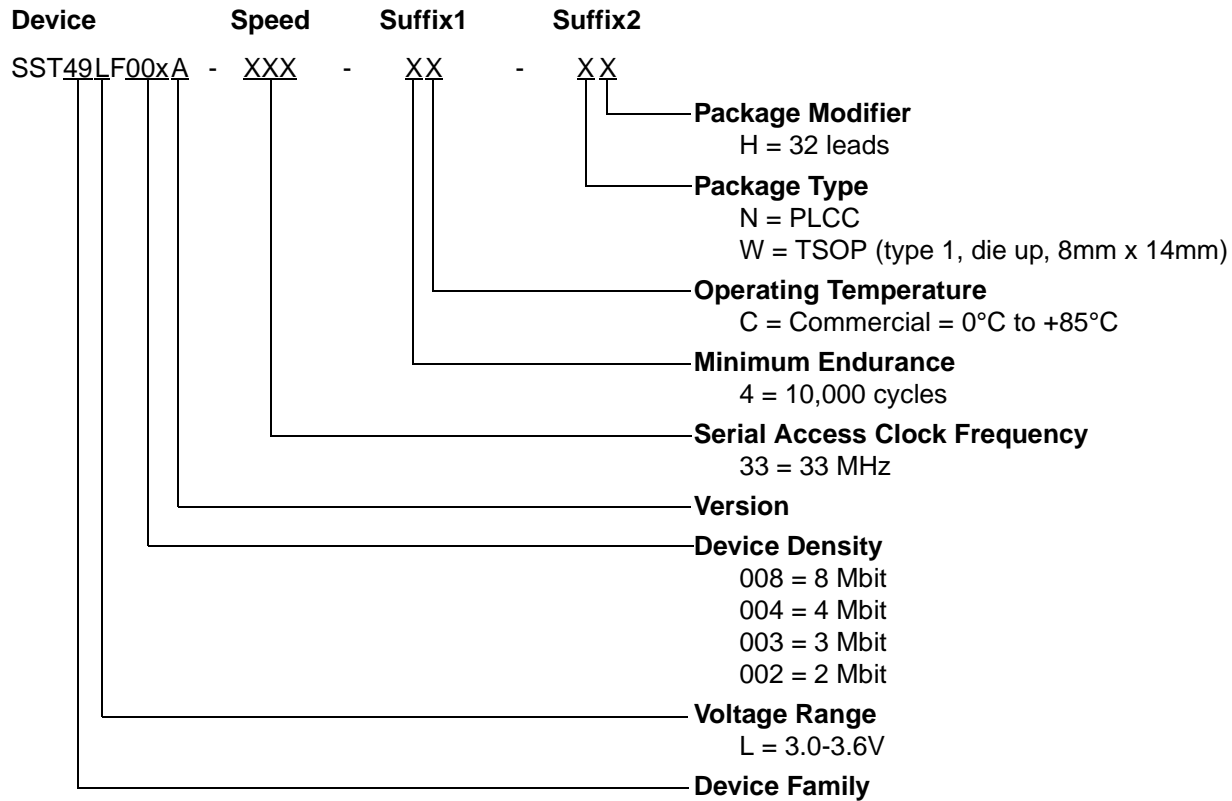 Device Speed Suffix1 Suffix2
SST49LF00xA - XXX - XX - XX
Package Modifier
H = 32 leads
Package Type
N = PLCC
W = TSOP (type 1, die up, 8mm x 14mm)
Operating Temperature
C = Commercial = 0°C to +85°C
Minimum Endurance
4 = 10,000 cycles
Serial Access Clock Frequency
33 = 33 MHz
Version
Device Density
008 = 8 Mbit
004 = 4 Mbit
003 = 3 Mbit
002 = 2 Mbit
Voltage Range
L = 3.0-3.6V
Device Family